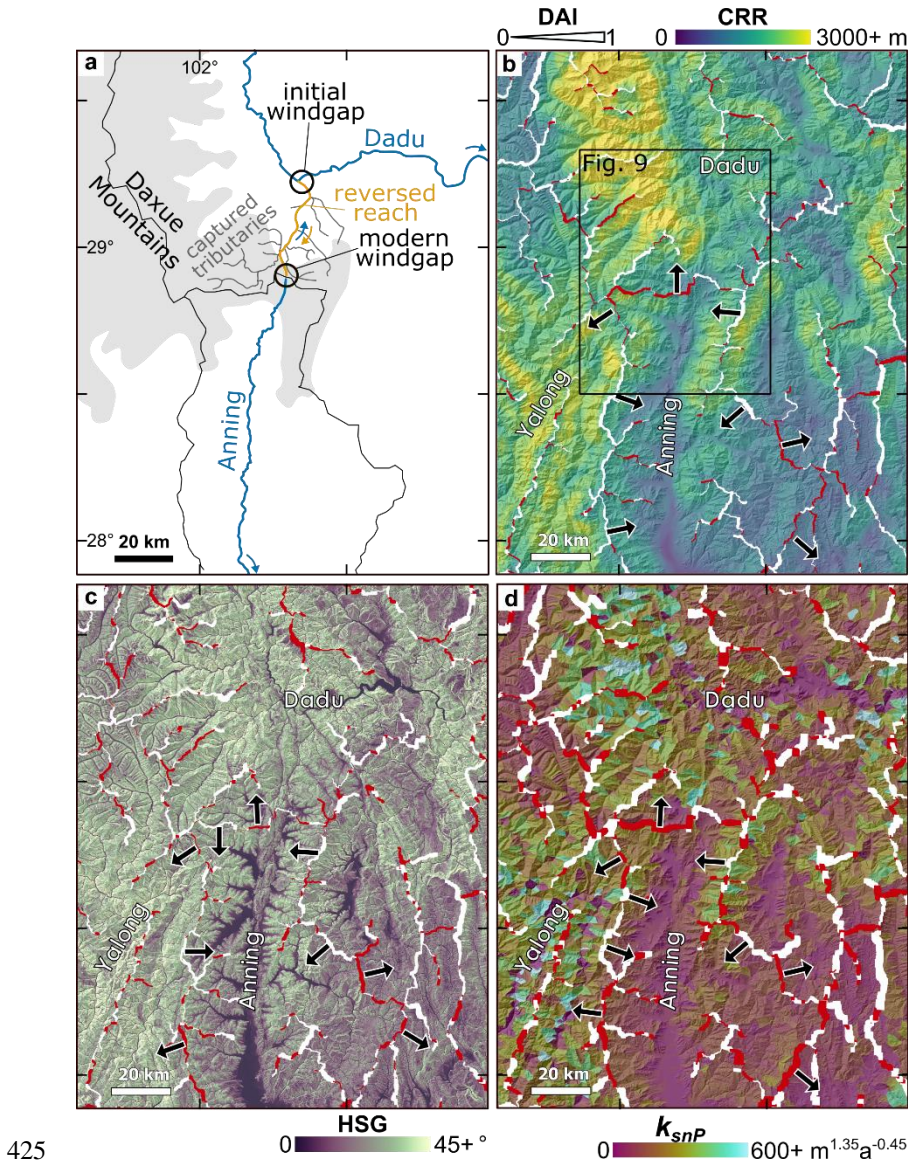 DAI
CRR
0
1
0
3000+ m
a
102°
initial
windgap
Dadu
Daxue
Mountains
captured
tributaries
reversed
reach
29°
modern
windgap
Anning
28°
20 km
b
Fig. 9
Dadu
Yalong
Anning
20 km
c
Dadu
Yalong
Anning
20 km
d
Dadu
Yalong
Anning
20 km
425
HSG
0
45+ °
ksnP
0
600+ m1.35a-0.45